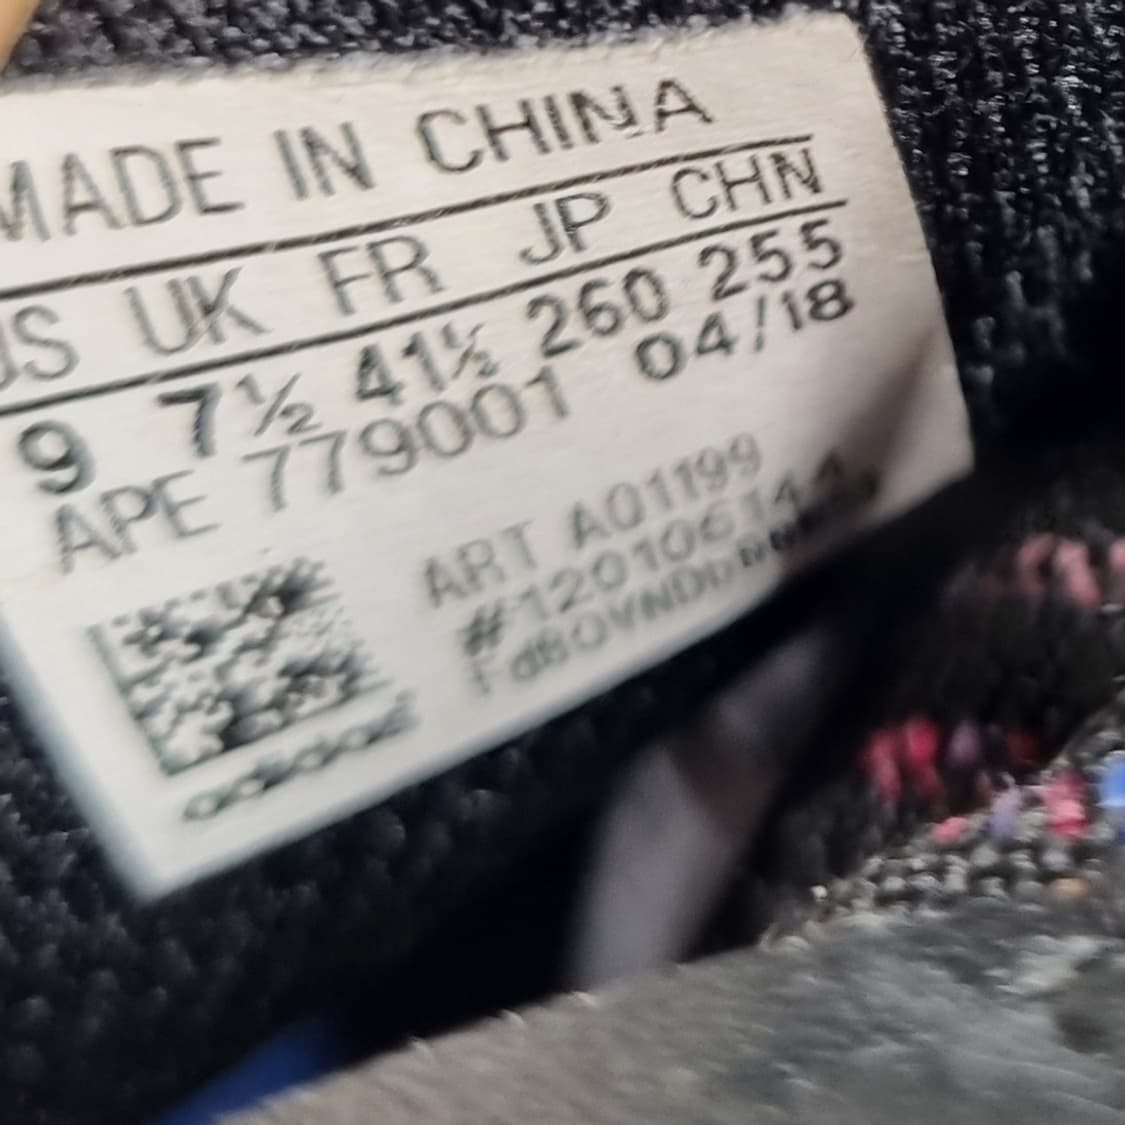 MADE IN CHINA
US UK FR JP CHN
9 7½ 41⅓ 260 255
APE 779001 04/18
ART A01199
adidas